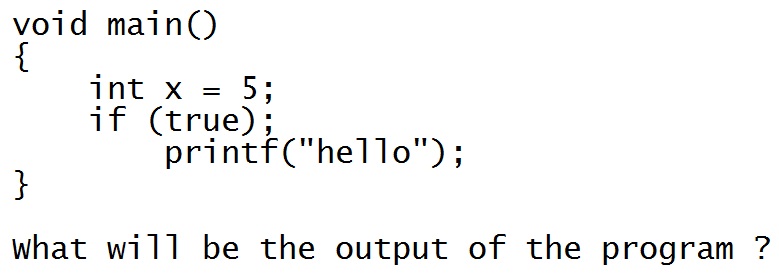 void main()
{
    int x = 5;
    if (true);
        printf("hello");
}
What will be the output of the program ?